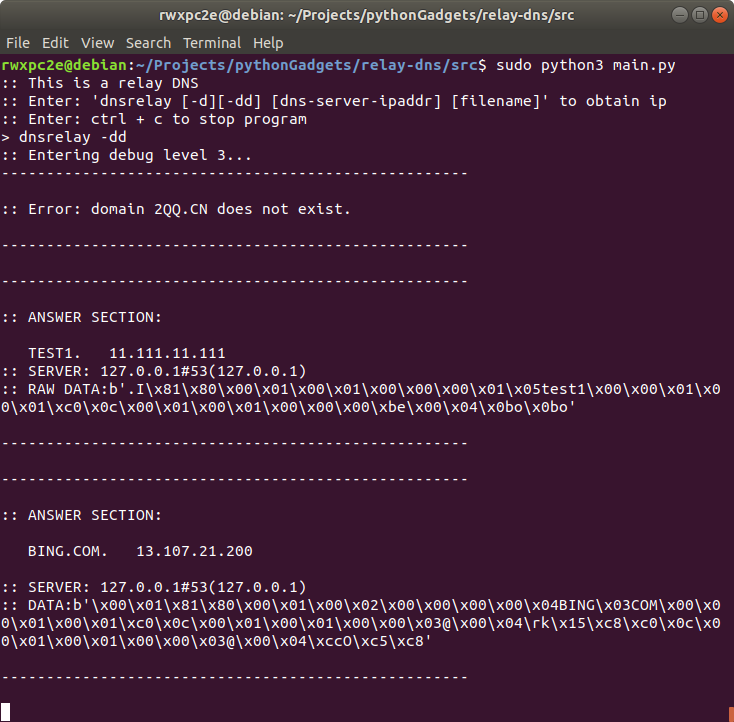 rwxpc2e@debian: ~/Projects/pythonGadgets/relay-dns/src
File Edit View Search Terminal Help
rwxpc2e@debian:~/Projects/pythonGadgets/relay-dns/src$ sudo python3 main.py
:: This is a relay DNS
:: Enter: 'dnsrelay [-d][-dd] [dns-server-ipaddr] [filename]' to obtain ip
:: Enter: ctrl + c to stop program
> dnsrelay -dd
:: Entering debug level 3...
----------------------------------------------------
:: Error: domain 2QQ.CN does not exist.
----------------------------------------------------
----------------------------------------------------
:: ANSWER SECTION:
TEST1.   11.111.11.111
:: SERVER: 127.0.0.1#53(127.0.0.1)
:: RAW DATA:b'.I\x81\x80\x00\x01\x00\x01\x00\x00\x00\x01\x05test1\x00\x00\x01\x0
0\x01\xc0\x0c\x00\x01\x00\x01\x00\x00\x00\xbe\x00\x04\x0bo\x0bo'
----------------------------------------------------
----------------------------------------------------
:: ANSWER SECTION:
BING.COM.   13.107.21.200
:: SERVER: 127.0.0.1#53(127.0.0.1)
:: DATA:b'\x00\x01\x81\x80\x00\x01\x00\x02\x00\x00\x00\x00\x04BING\x03COM\x00\x0
0\x01\x00\x01\xc0\x0c\x00\x01\x00\x01\x00\x00\x03@\x00\x04\rk\x15\xc8\xc0\x0c\x0
0\x01\x00\x01\x00\x00\x03@\x00\x04\xccO\xc5\xc8'
----------------------------------------------------